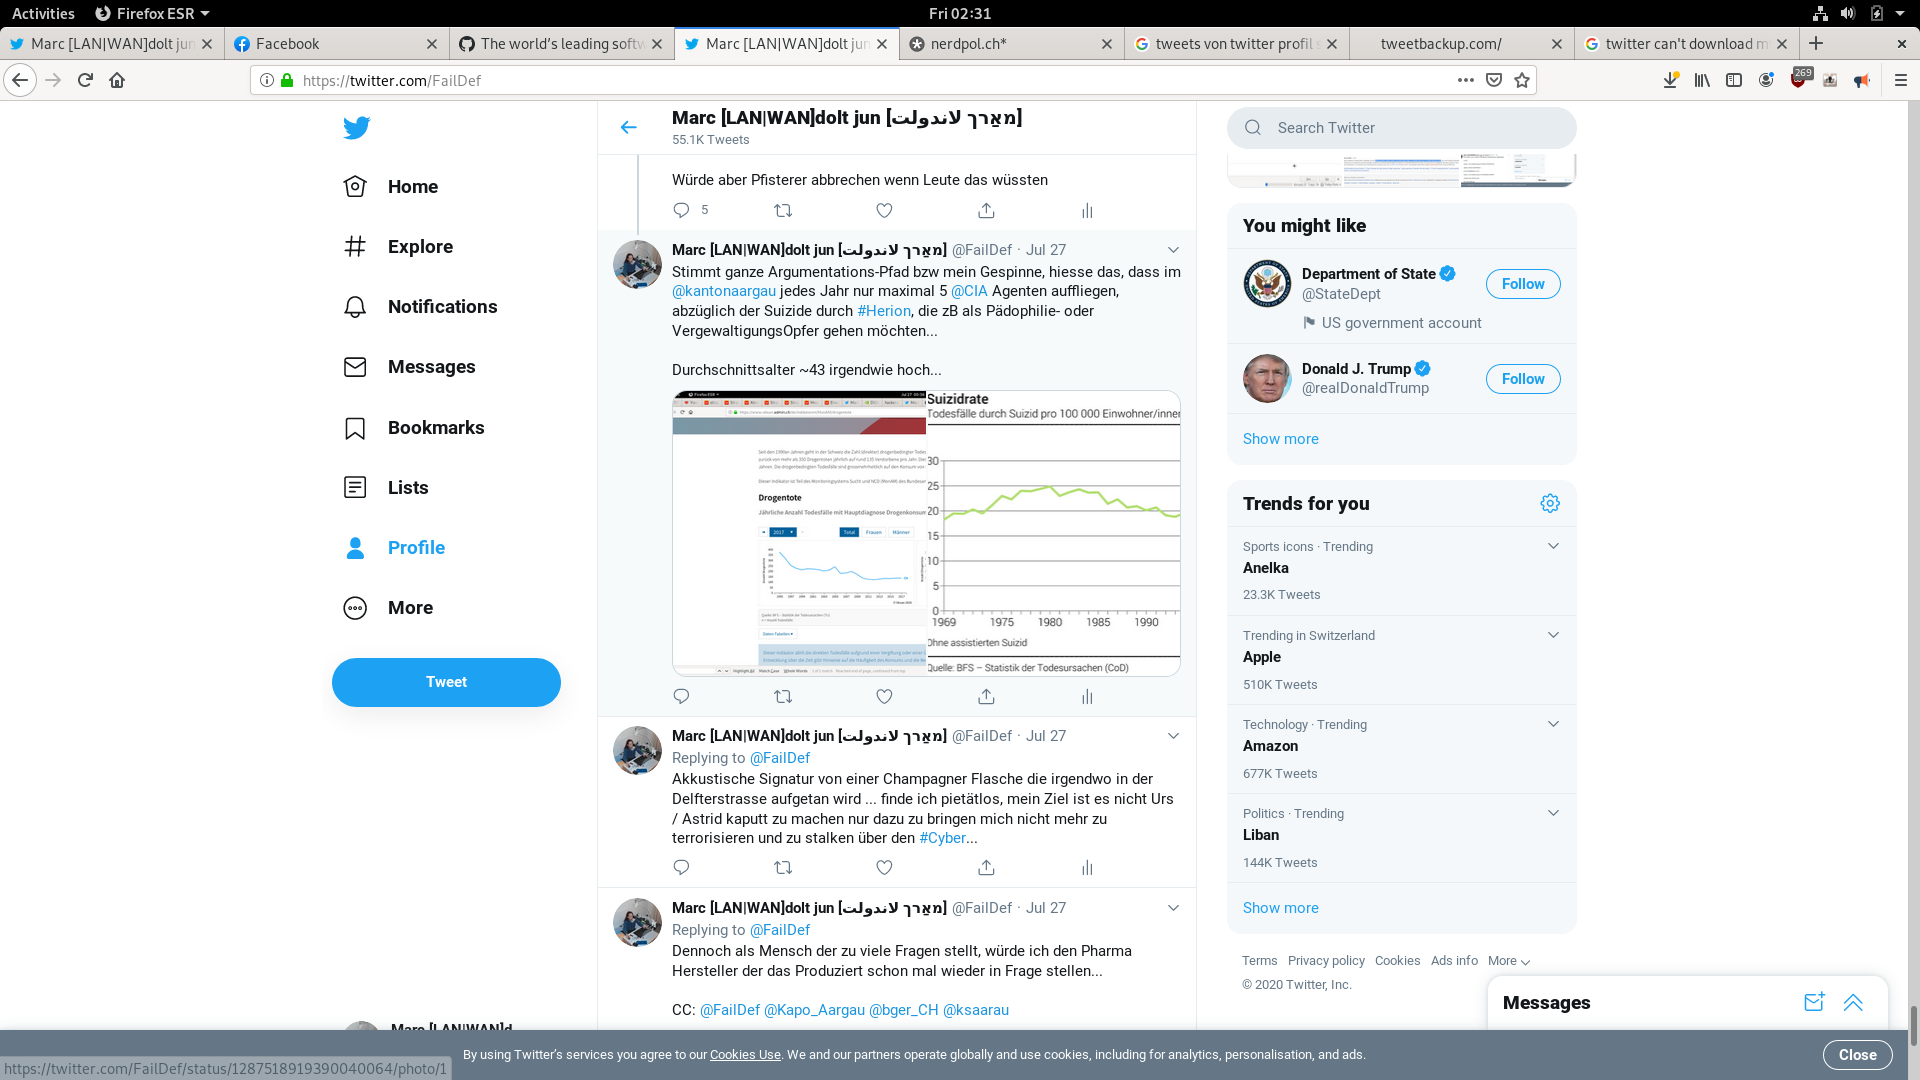 Activities
Firefox ESR
Fri 02:31
Marc [LAN|WAN]dolt jun
Facebook
The world's leading softw
Marc [LAN|WAN]dolt jun
nerdpol.ch*
tweets von twitter profil s
tweetbackup.com/
twitter can't download m
https://twitter.com/FailDef
269
Marc [LAN|WAN]dolt jun [מאַרך לאנדولت]
55.1K Tweets
Search Twitter
Home
Explore
Notifications
Messages
Bookmarks
Lists
Profile
More
Tweet
Würde aber Pfisterer abbrechen wenn Leute das wüssten
5
Marc [LAN|WAN]dolt jun [מאַרך לאנדولت] @FailDef · Jul 27
Stimmt ganze Argumentations-Pfad bzw mein Gespinne, hiesse das, dass im
@kantonaargau jedes Jahr nur maximal 5 @CIA Agenten auffliegen,
abzüglich der Suizide durch #Herion, die zB als Pädophilie- oder
VergewaltigungsOpfer gehen möchten...
Durchschnittsalter ~43 irgendwie hoch...
Drogentote
Jährliche Anzahl Todesfälle mit Hauptdiagnose Drogenkonsum
2017
Total
Frauen
Männer
Suizidrate
Todesfälle durch Suizid pro 100 000 Einwohner/inner
30
25
20
15
10
5
0
1969 1975 1980 1985 1990
Ohne assistierten Suizid
Quelle: BFS – Statistik der Todesursachen (CoD)
Marc [LAN|WAN]dolt jun [מאַרך לאנדولت] @FailDef · Jul 27
Replying to @FailDef
Akkustische Signatur von einer Champagner Flasche die irgendwo in der
Delfterstrasse aufgetan wird ... finde ich pietätlos, mein Ziel ist es nicht Urs
/ Astrid kaputt zu machen nur dazu zu bringen mich nicht mehr zu
terrorisieren und zu stalken über den #Cyber...
Marc [LAN|WAN]dolt jun [מאַרך לאנדولت] @FailDef · Jul 27
Replying to @FailDef
Dennoch als Mensch der zu viele Fragen stellt, würde ich den Pharma
Hersteller der das Produziert schon mal wieder in Frage stellen...
CC: @FailDef @Kapo_Aargau @bger_CH @ksaarau
You might like
Department of State
@StateDept
US government account
Follow
Donald J. Trump
@realDonaldTrump
Follow
Show more
Trends for you
Sports icons · Trending
Anelka
23.3K Tweets
Trending in Switzerland
Apple
510K Tweets
Technology · Trending
Amazon
677K Tweets
Politics · Trending
Liban
144K Tweets
Show more
Terms Privacy policy Cookies Ads info More
© 2020 Twitter, Inc.
Messages
Marc [LAN|WAN]d
By using Twitter's services you agree to our Cookies Use. We and our partners operate globally and use cookies, including for analytics, personalisation, and ads.
Close
https://twitter.com/FailDef/status/1287518919390040064/photo/1